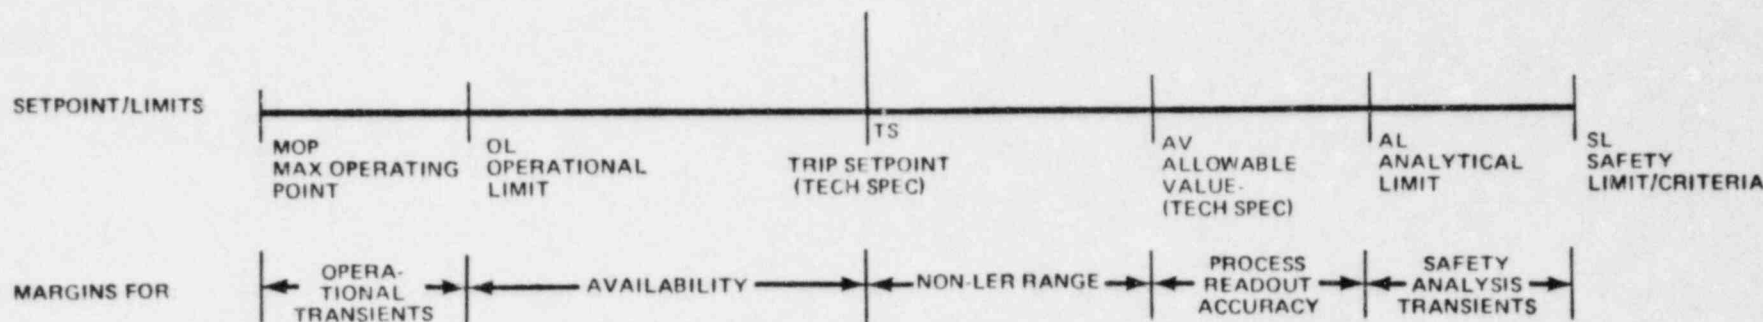 SETPOINT/LIMITS
MOP
MAX OPERATING
POINT
OL
OPERATIONAL
LIMIT
TS
TRIP SETPOINT
(TECH SPEC)
AV
ALLOWABLE
VALUE-
(TECH SPEC)
AL
ANALYTICAL
LIMIT
SL
SAFETY
LIMIT/CRITERIA
MARGINS FOR
OPERA-
TIONAL
TRANSIENTS
AVAILABILITY
NON-LER RANGE
PROCESS
READOUT
ACCURACY
SAFETY
ANALYSIS
TRANSIENTS